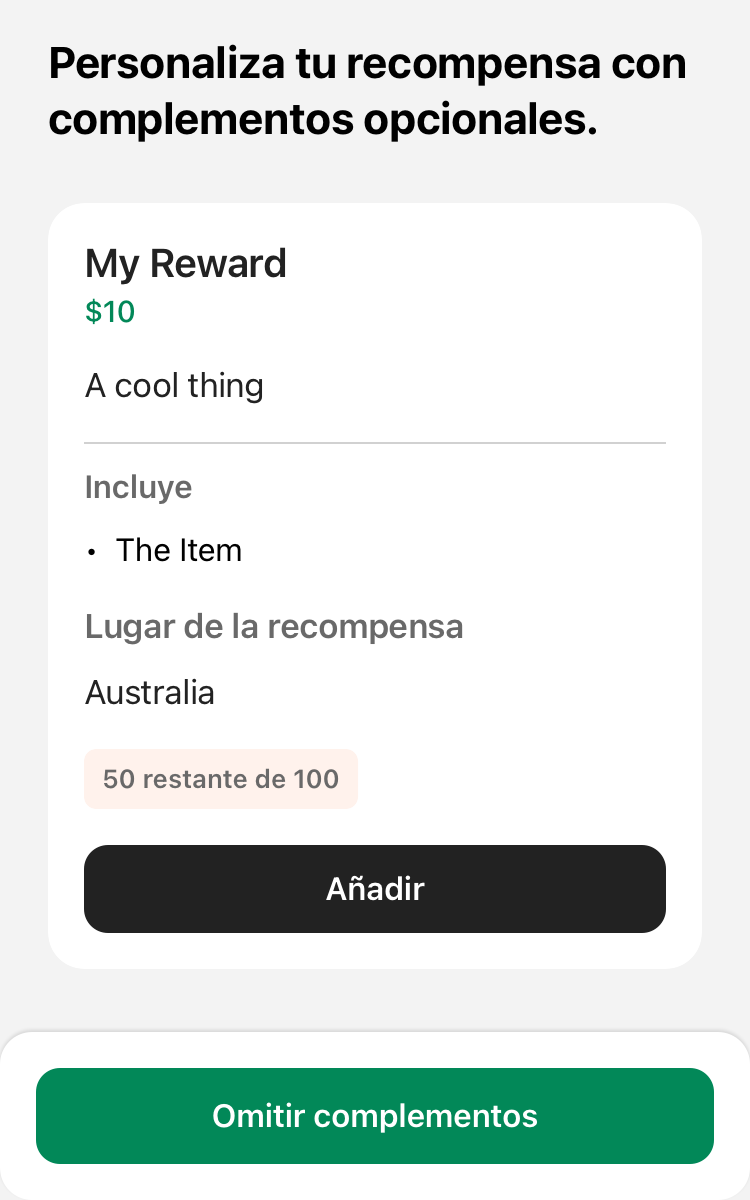 Personaliza tu recompensa con
complementos opcionales.
My Reward
$10
A cool thing
Incluye
• The Item
Lugar de la recompensa
Australia
50 restante de 100
Añadir
Omitir complementos